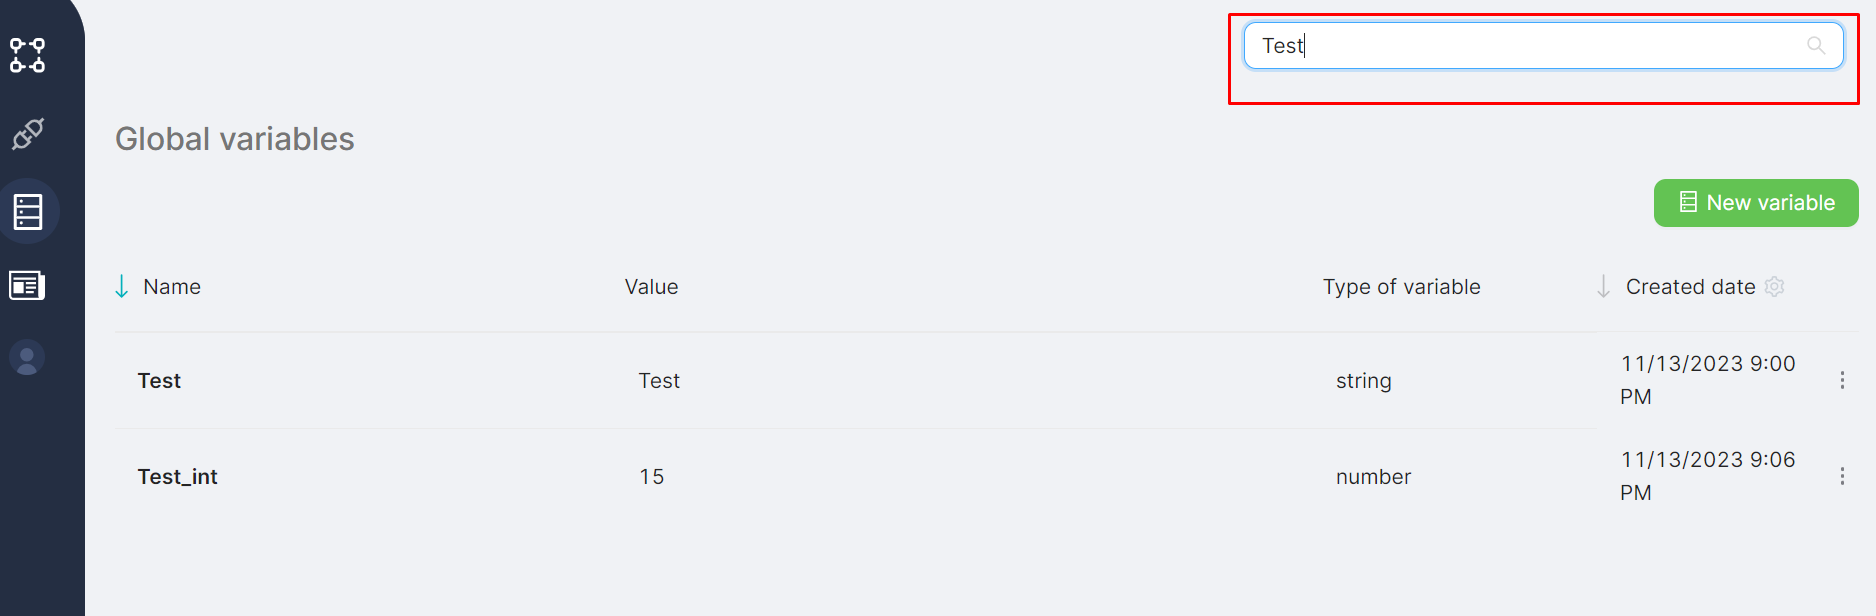 Test
Global variables
New variable
Name Value Type of variable Created date
Test Test string 11/13/2023 9:00 PM
Test_int 15 number 11/13/2023 9:06 PM